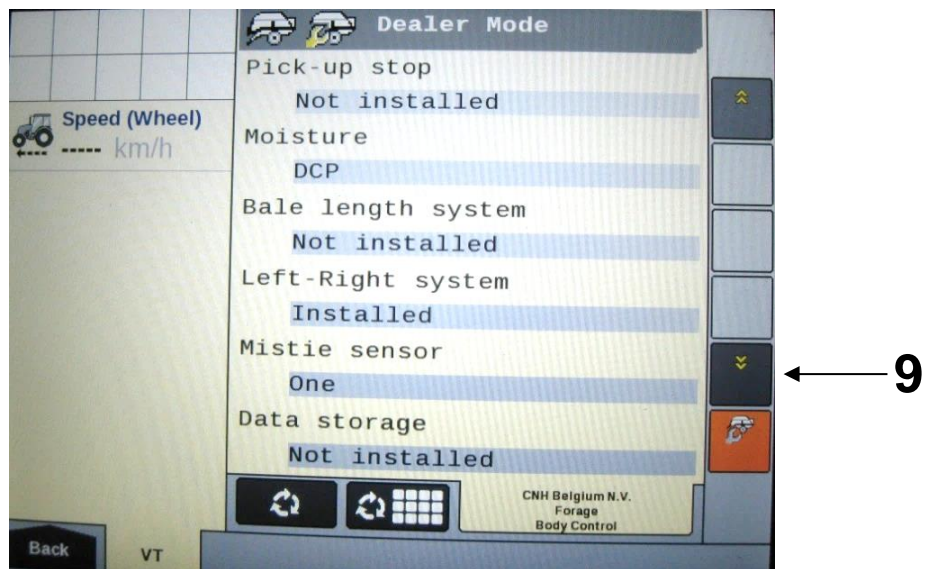 Dealer Mode
Pick-up stop
Not installed
Speed (Wheel)
----- km/h
Moisture
DCP
Bale length system
Not installed
Left-Right system
Installed
Mistie sensor
One
Data storage
Not installed
CNH Belgium N.V.
Forage
Body Control
Back
VT
9